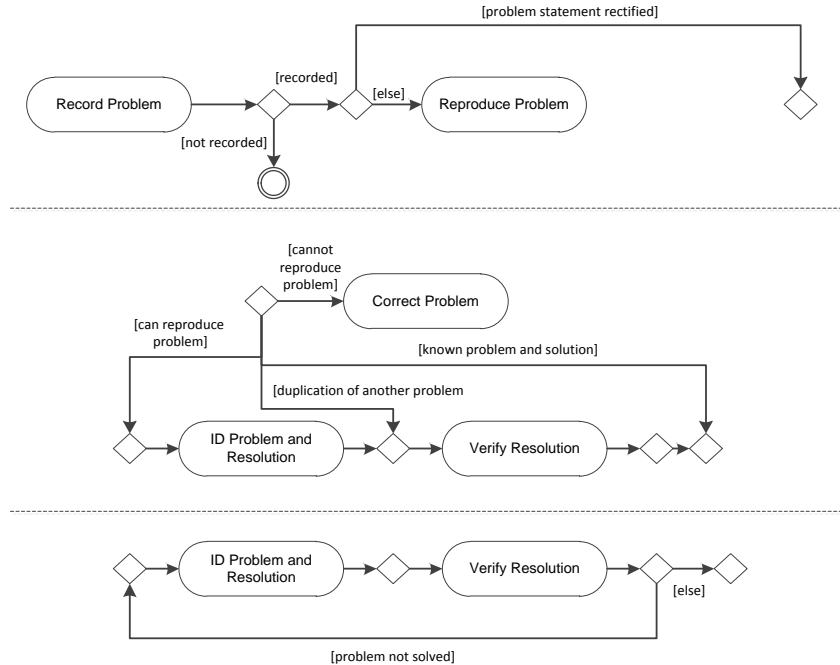 [problem statement rectified]
[recorded]
Record Problem
[else]
Reproduce Problem
[not recorded]
[cannot
reproduce
problem]
Correct Problem
[can reproduce
problem]
[known problem and solution]
[duplication of another problem
ID Problem and
Resolution
Verify Resolution
ID Problem and
Resolution
Verify Resolution
[else]
[problem not solved]